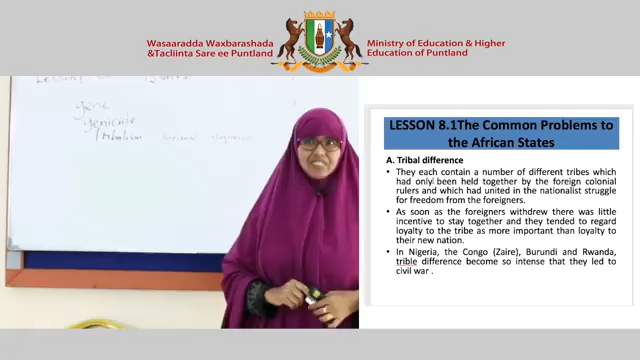 Wasaaradda Waxbarashada
&Tacliinta Sare ee Puntland
Ministry of Education & Higher
Education of Puntland
gene
genicide
Tribalism
LESSON 8.1The Common Problems to
the African States
A. Tribal difference
• They each contain a number of different tribes which
had only been held together by the foreign colonial
rulers and which had united in the nationalist struggle
for freedom from the foreigners.
• As soon as the foreigners withdrew there was little
incentive to stay together and they tended to regard
loyalty to the tribe as more important than loyalty to
their new nation.
• In Nigeria, the Congo (Zaire), Burundi and Rwanda,
trible difference become so intense that they led to
civil war .